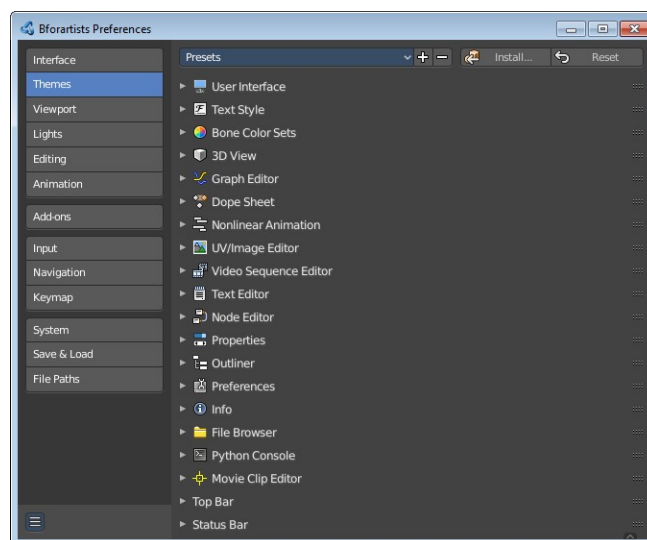 Bforartists Preferences
Interface
Themes
Viewport
Lights
Editing
Animation
Add-ons
Input
Navigation
Keymap
System
Save & Load
File Paths
Presets
Install...
Reset
User Interface
Text Style
Bone Color Sets
3D View
Graph Editor
Dope Sheet
Nonlinear Animation
UV/Image Editor
Video Sequence Editor
Text Editor
Node Editor
Properties
Outliner
Preferences
Info
File Browser
Python Console
Movie Clip Editor
Top Bar
Status Bar